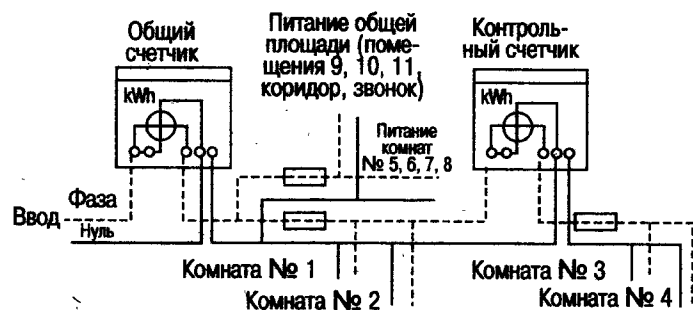 Общий
счетчик
Питание общей
площади (поме-
щения 9, 10, 11,
коридор, звонок)
Контроль-
ный счетчик
kWh
kWh
Питание
комнат
№ 5, 6, 7, 8
Фаза
Ввод
Нуль
Комната № 1
Комната № 2
Комната № 3
Комната № 4